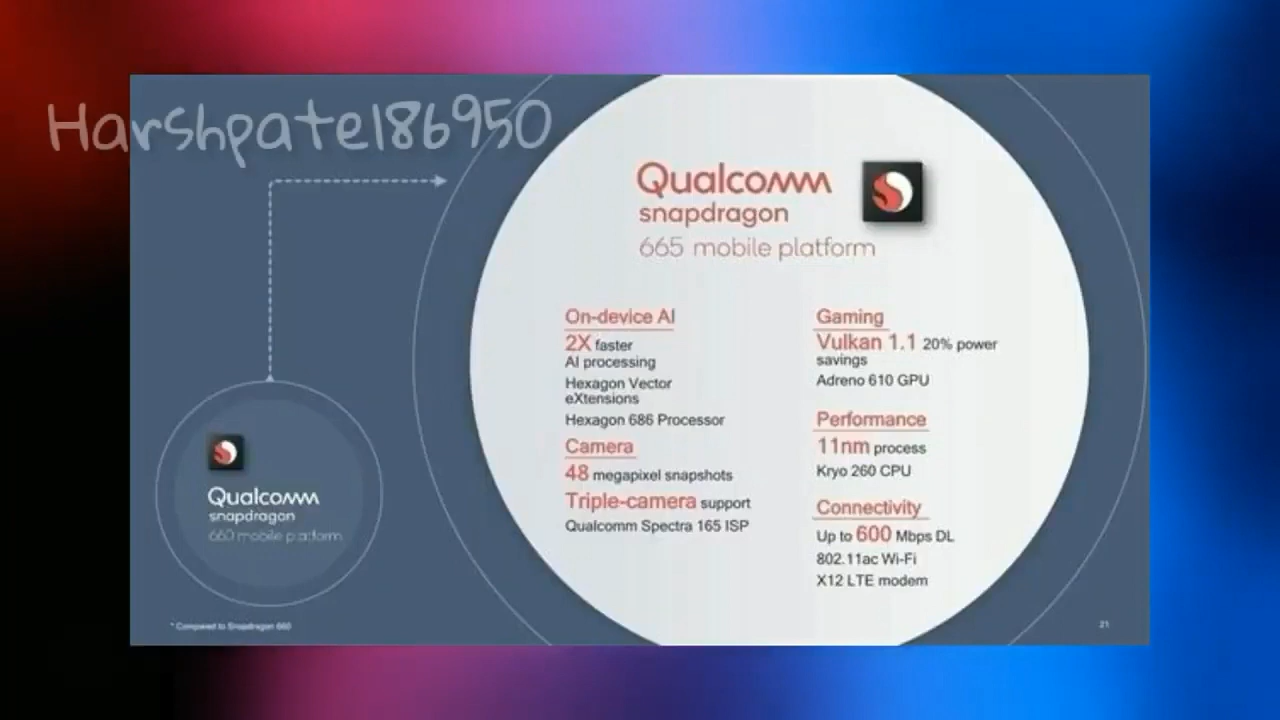 Harshpatel86950
Qualcomm
snapdragon
665 mobile platform
On-device AI
2X faster
AI processing
Hexagon Vector
eXtensions
Hexagon 686 Processor
Camera
48 megapixel snapshots
Triple-camera support
Qualcomm Spectra 165 ISP
Gaming
Vulkan 1.1 20% power
savings
Adreno 610 GPU
Performance
11nm process
Kryo 260 CPU
Connectivity
Up to 600 Mbps DL
802.11ac Wi-Fi
X12 LTE modem
Qualcomm
snapdragon
660 mobile platform
* Compared to Snapdragon 660
21